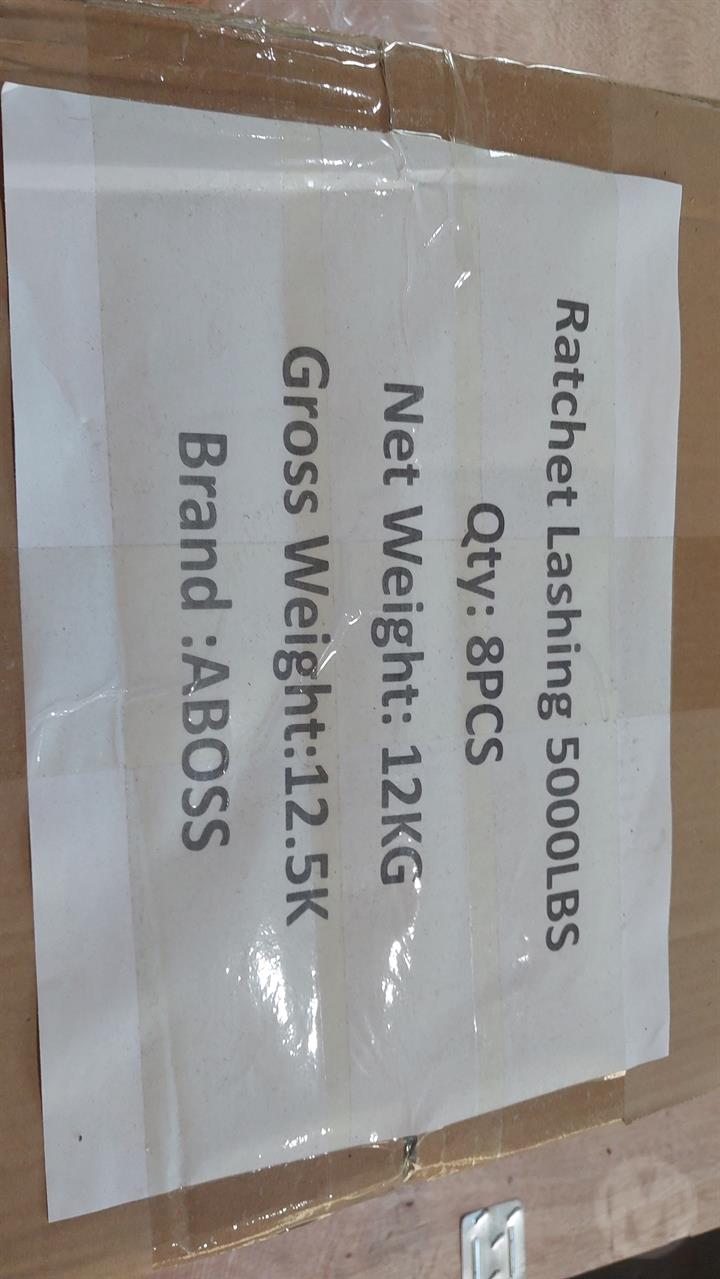 Ratchet Lashing 5000LBS
Qty: 8PCS
Net Weight: 12KG
Gross Weight:12.5K
Brand :ABOSS